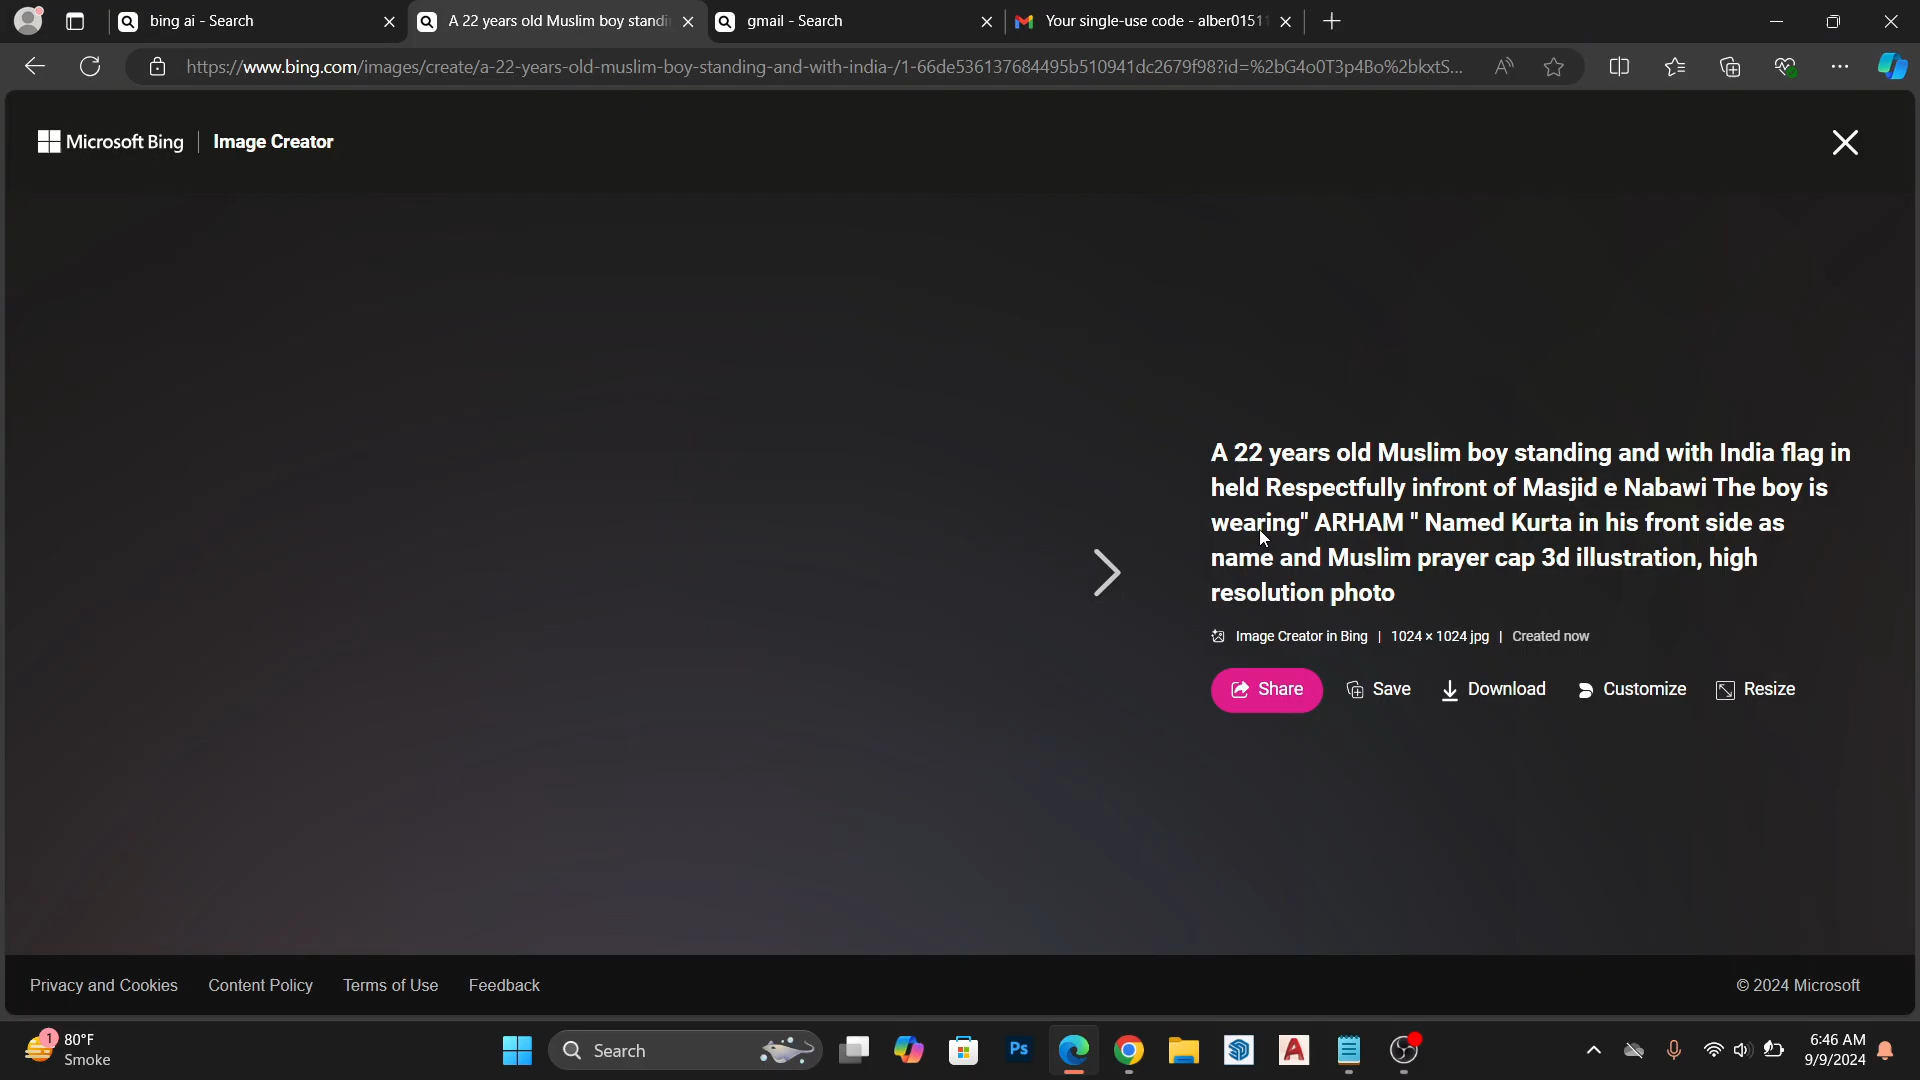 bing ai - Search
A 22 years old Muslim boy standi
gmail - Search
Your single-use code - alber0151
https://www.bing.com/images/create/a-22-years-old-muslim-boy-standing-and-with-india-/1-66de536137684495b510941dc2679f98?id=%2bG4o0T3p4Bo%2bkxtS...
Microsoft Bing
Image Creator
A 22 years old Muslim boy standing and with India flag in
held Respectfully infront of Masjid e Nabawi The boy is
wearing" ARHAM " Named Kurta in his front side as
name and Muslim prayer cap 3d illustration, high
resolution photo
Image Creator in Bing | 1024 × 1024 jpg | Created now
Share
Save
Download
Customize
Resize
Privacy and Cookies
Content Policy
Terms of Use
Feedback
© 2024 Microsoft
1
80°F
Smoke
Search
Ps
6:46 AM
9/9/2024